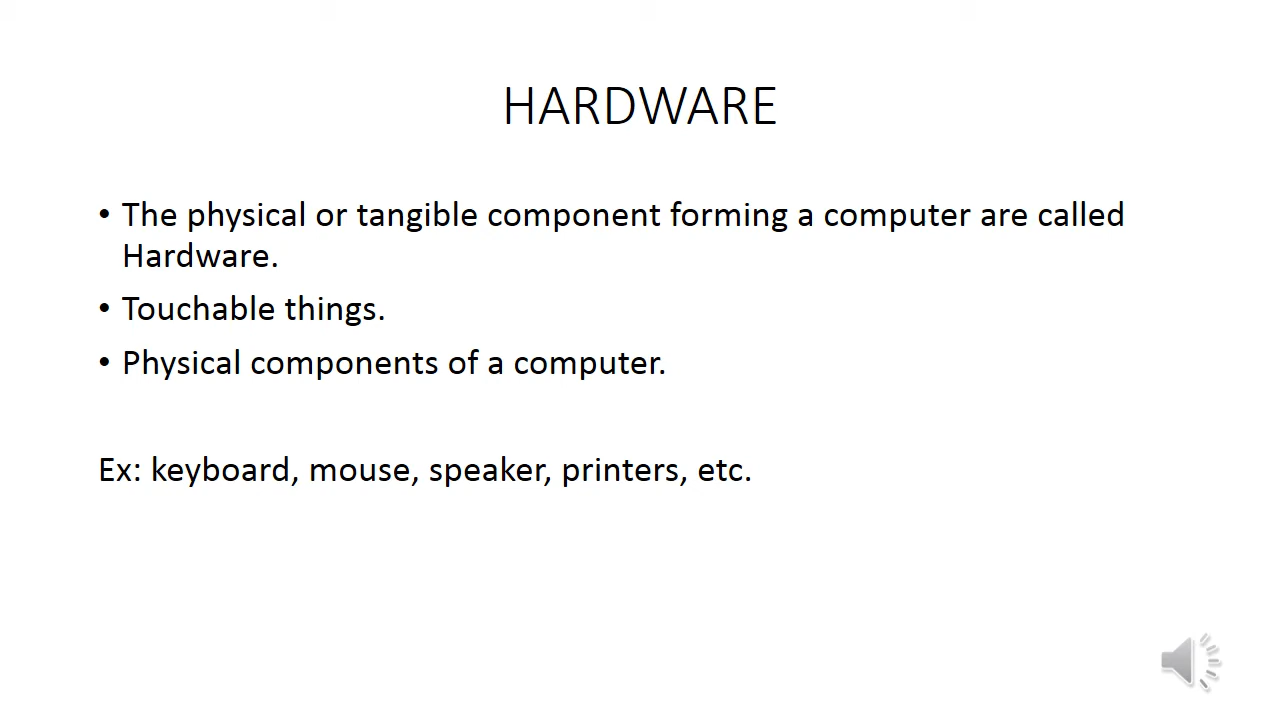 HARDWARE
• The physical or tangible component forming a computer are called
Hardware.
• Touchable things.
• Physical components of a computer.
Ex: keyboard, mouse, speaker, printers, etc.